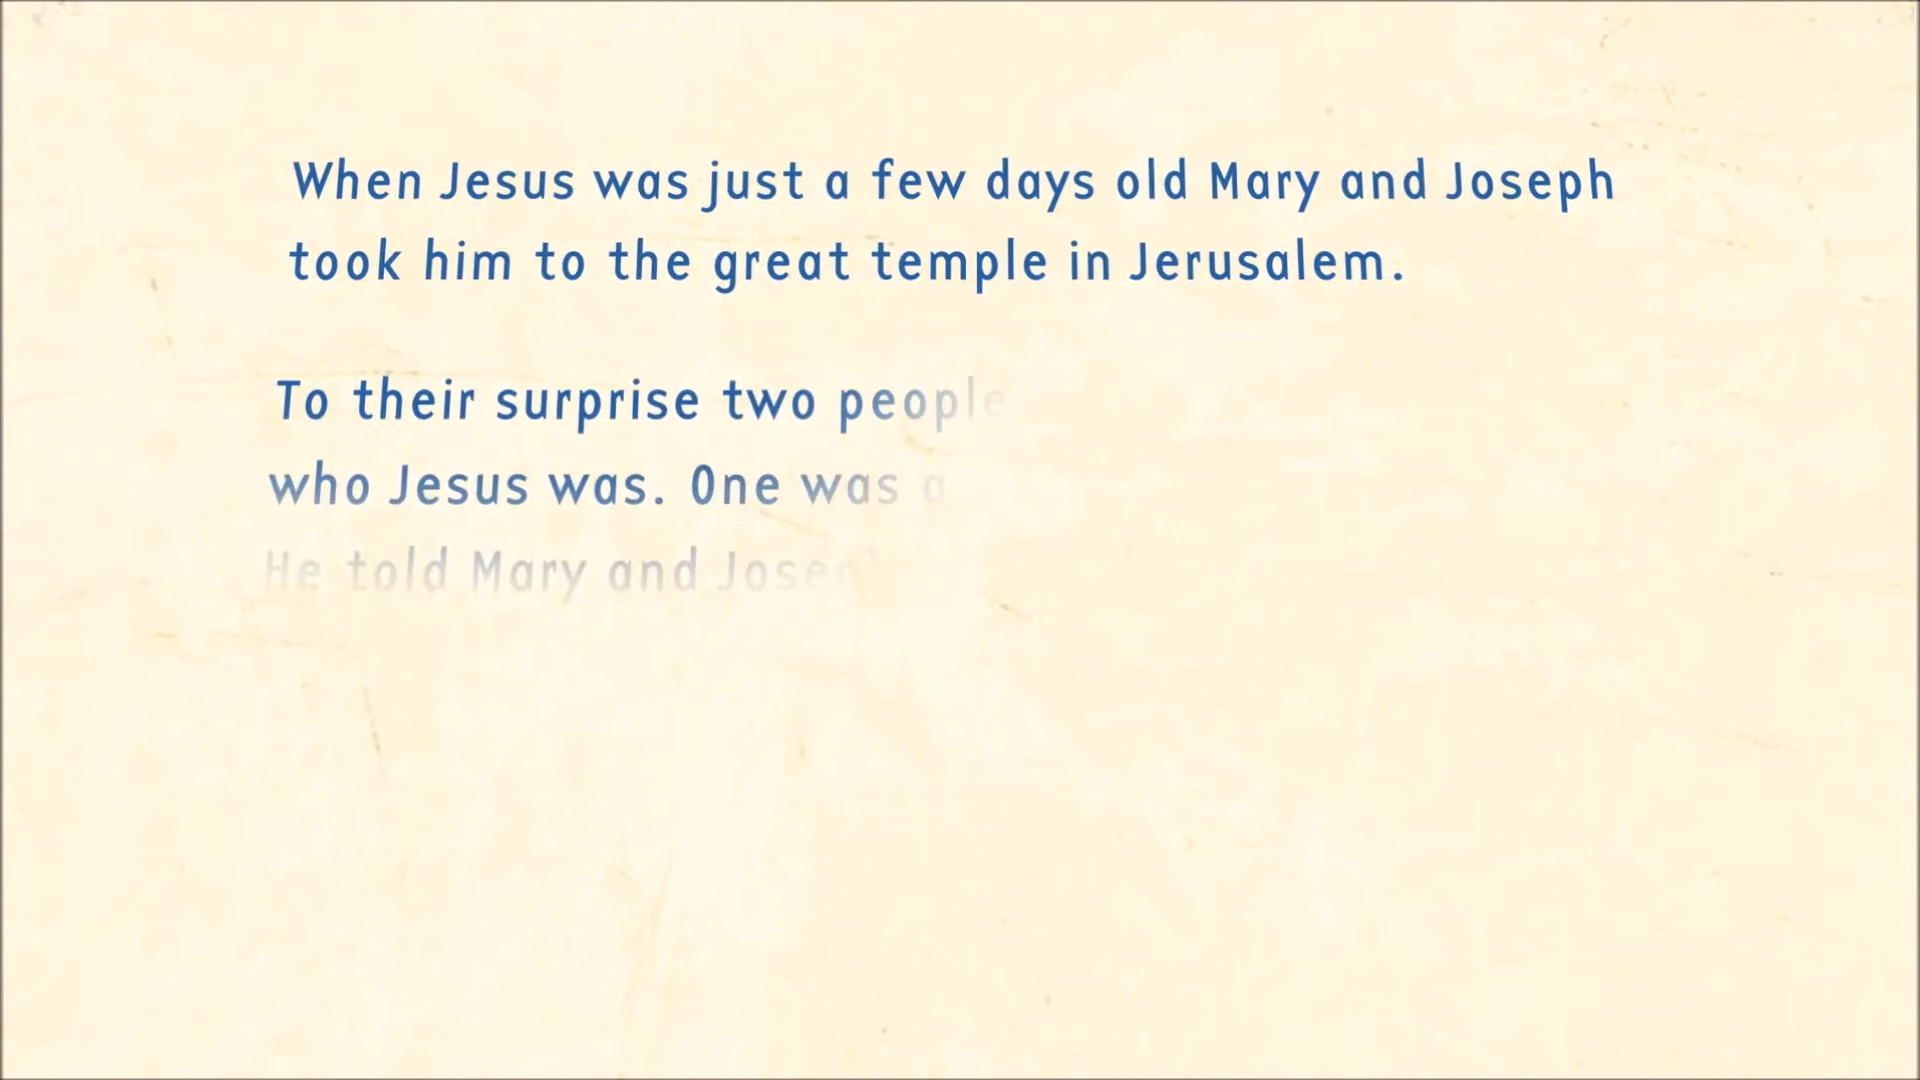 When Jesus was just a few days old Mary and Joseph
took him to the great temple in Jerusalem.
To their surprise two people
who Jesus was. One was a
He told Mary and Josep